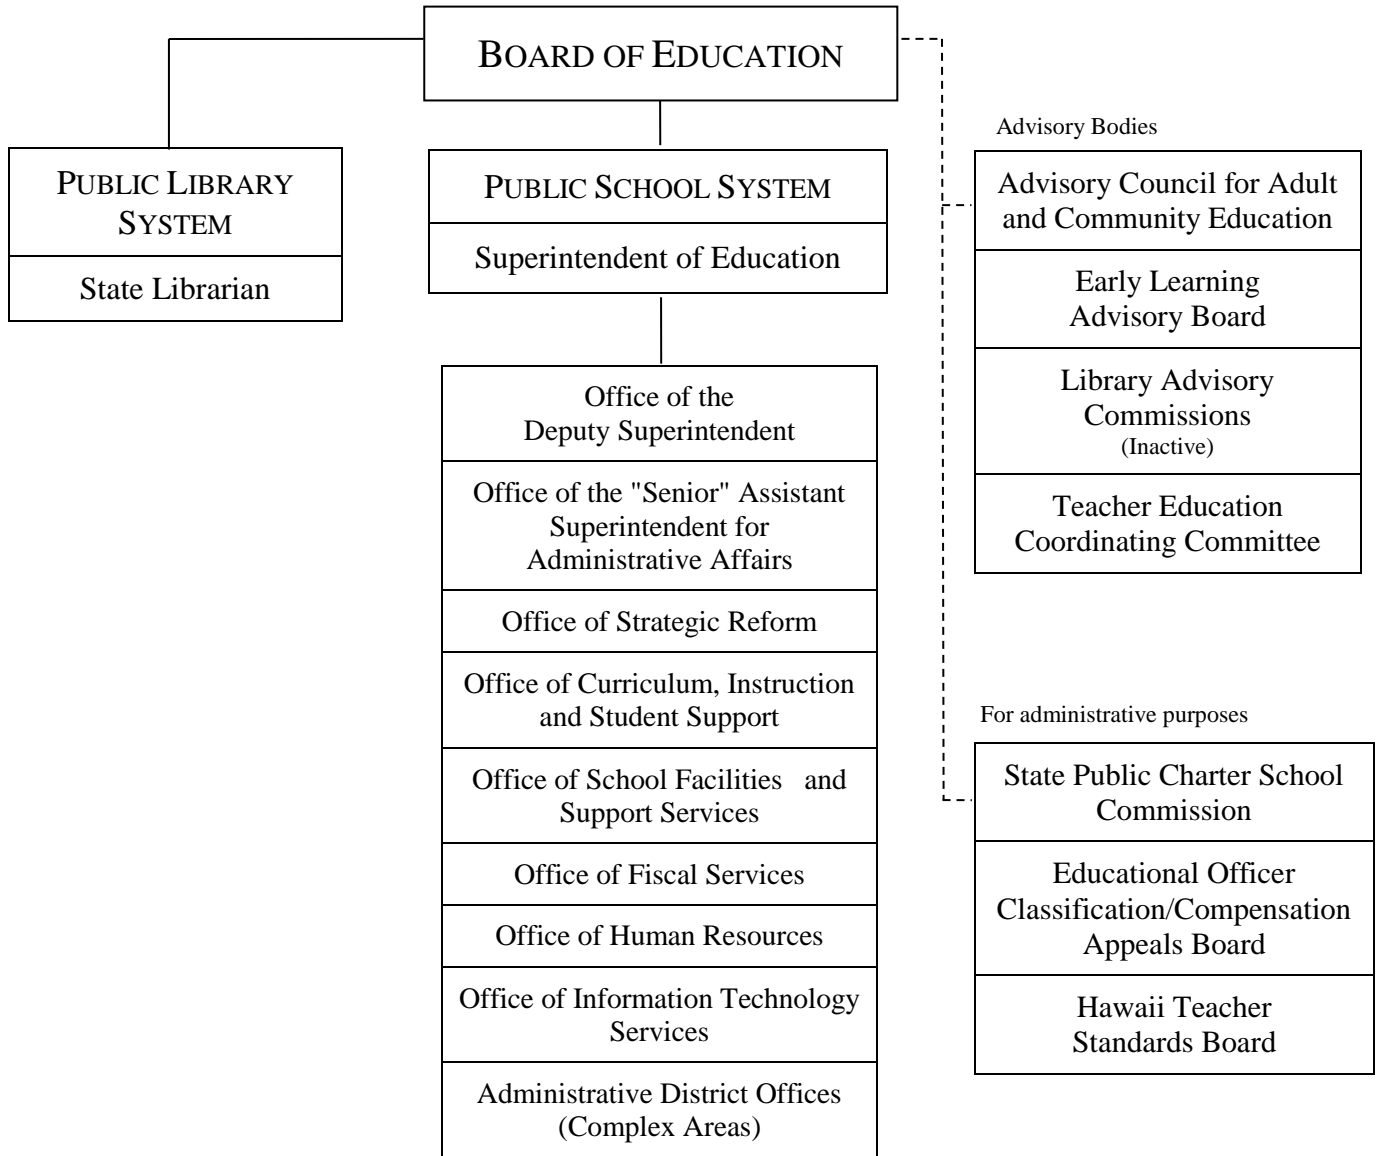 BOARD OF EDUCATION
PUBLIC LIBRARY
SYSTEM
State Librarian
PUBLIC SCHOOL SYSTEM
Superintendent of Education
Office of the
Deputy Superintendent
Office of the "Senior" Assistant
Superintendent for
Administrative Affairs
Office of Strategic Reform
Office of Curriculum, Instruction
and Student Support
Office of School Facilities   and
Support Services
Office of Fiscal Services
Office of Human Resources
Office of Information Technology
Services
Administrative District Offices
(Complex Areas)
Advisory Bodies
Advisory Council for Adult
and Community Education
Early Learning
Advisory Board
Library Advisory
Commissions
(Inactive)
Teacher Education
Coordinating Committee
For administrative purposes
State Public Charter School
Commission
Educational Officer
Classification/Compensation
Appeals Board
Hawaii Teacher
Standards Board